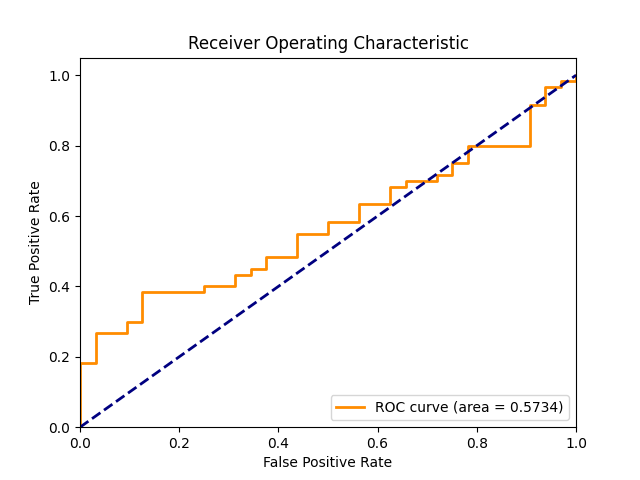 Receiver Operating Characteristic
True Positive Rate
1.0
0.8
0.6
0.4
0.2
0.0
ROC curve (area = 0.5734)
0.0 0.2 0.4 0.6 0.8 1.0
False Positive Rate